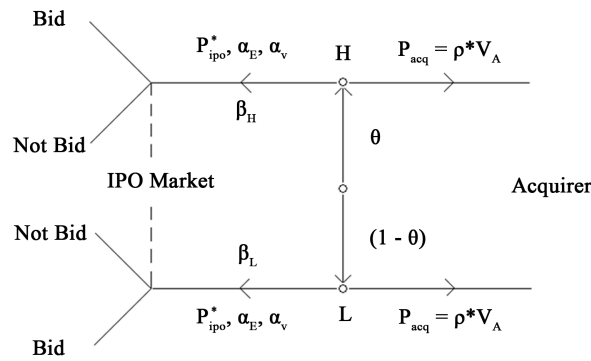 Bid
P*ipo, αE, αv
H
Pacq = ρ*VA
βH
Not Bid
θ
IPO Market
Acquirer
Not Bid
(1 - θ)
βL
P*ipo, αE, αv
L
Pacq = ρ*VA
Bid